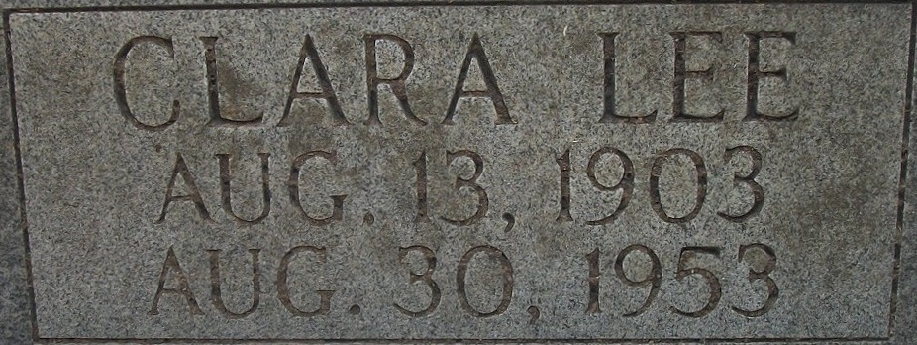 CLARA LEE
AUG. 13, 1903
AUG. 30, 1953